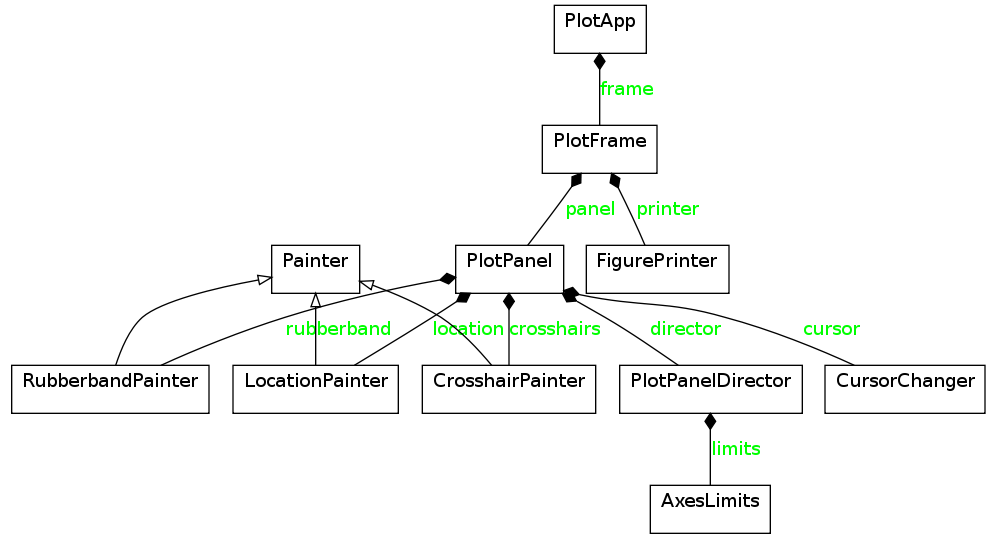 PlotApp
frame
PlotFrame
panel printer
Painter PlotPanel FigurePrinter
rubberband location crosshairs director cursor
RubberbandPainter LocationPainter CrosshairPainter PlotPanelDirector CursorChanger
limits
AxesLimits